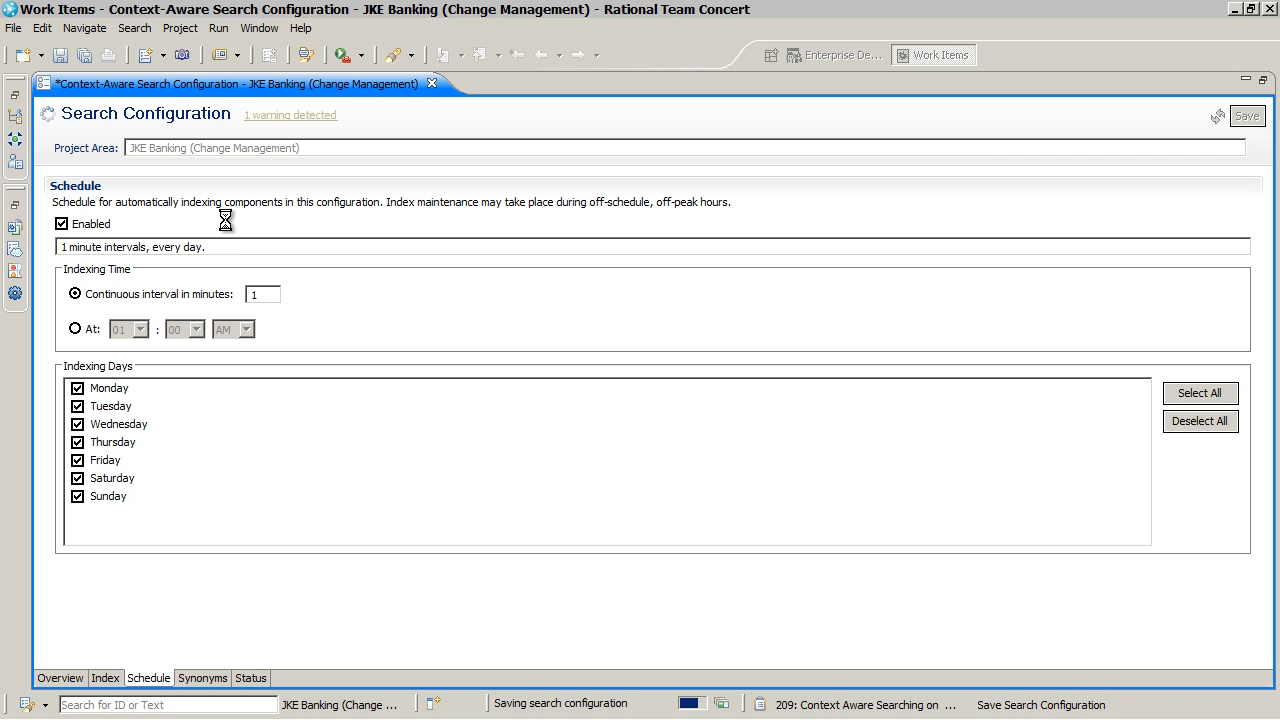 Work Items - Context-Aware Search Configuration - JKE Banking (Change Management) - Rational Team Concert
File Edit Navigate Search Project Run Window Help
Enterprise De... Work Items
*Context-Aware Search Configuration - JKE Banking (Change Management)
Search Configuration 1 warning detected Save
Project Area: JKE Banking (Change Management)
Schedule
Schedule for automatically indexing components in this configuration. Index maintenance may take place during off-schedule, off-peak hours.
Enabled
1 minute intervals, every day.
Indexing Time
Continuous interval in minutes: 1
At: 01 : 00 AM
Indexing Days
Monday
Select All
Tuesday
Wednesday
Deselect All
Thursday
Friday
Saturday
Sunday
Overview Index Schedule Synonyms Status
Search for ID or Text JKE Banking (Change ... Saving search configuration 209: Context Aware Searching on ... Save Search Configuration